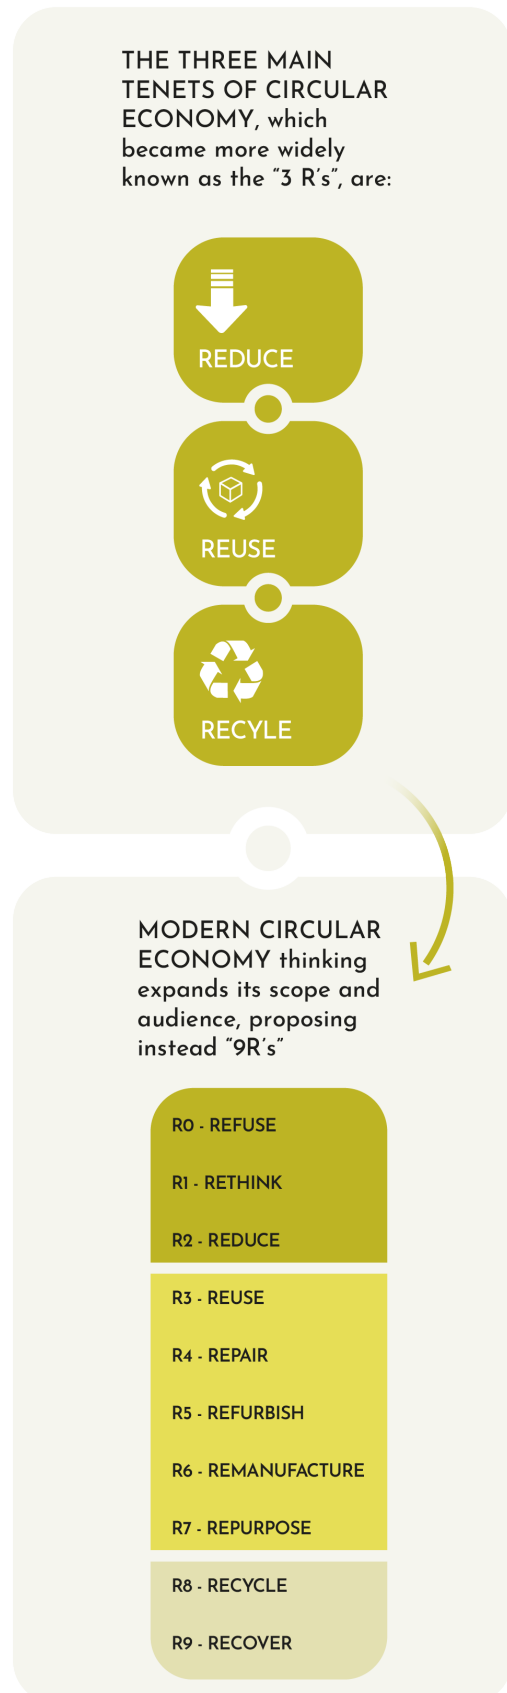 THE THREE MAIN
TENETS OF CIRCULAR
ECONOMY, which
became more widely
known as the “3 R’s”, are:
REDUCE
REUSE
RECYLE
MODERN CIRCULAR
ECONOMY thinking
expands its scope and
audience, proposing
instead “9R’s”
R0 - REFUSE
R1 - RETHINK
R2 - REDUCE
R3 - REUSE
R4 - REPAIR
R5 - REFURBISH
R6 - REMANUFACTURE
R7 - REPURPOSE
R8 - RECYCLE
R9 - RECOVER